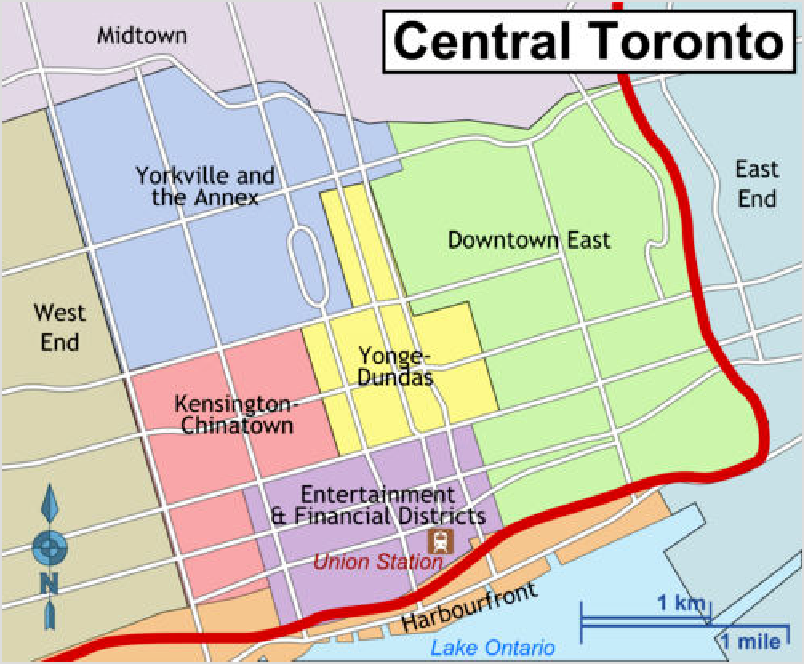 Midtown
Central Toronto
Yorkville and
the Annex
East
End
Downtown East
West
End
Yonge-
Dundas
Kensington-
Chinatown
Entertainment
& Financial Districts
Union Station
N
Harbourfront
1 km
1 mile
Lake Ontario